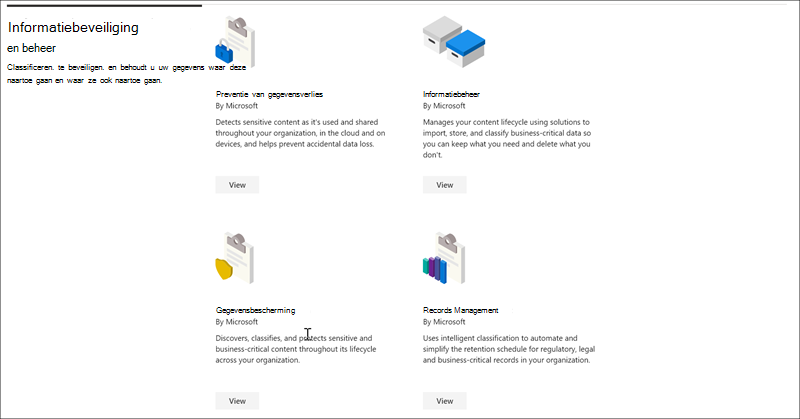 Informatiebeveiliging
en beheer
Classificeren. te beveiligen. en behoudt u uw gegevens waar deze
naartoe gaan en waar ze ook naartoe gaan.
Preventie van gegevensverlies
By Microsoft
Detects sensitive content as it's used and shared
throughout your organization, in the cloud and on
devices, and helps prevent accidental data loss.
View
Informatiebeheer
By Microsoft
Manages your content lifecycle using solutions to
import, store, and classify business-critical data so
you can keep what you need and delete what you
don't.
View
Gegevensbescherming
By Microsoft
Discovers, classifies, and protects sensitive and
business-critical content throughout its lifecycle
across your organization.
View
Records Management
By Microsoft
Uses intelligent classification to automate and
simplify the retention schedule for regulatory, legal
and business-critical records in your organization.
View